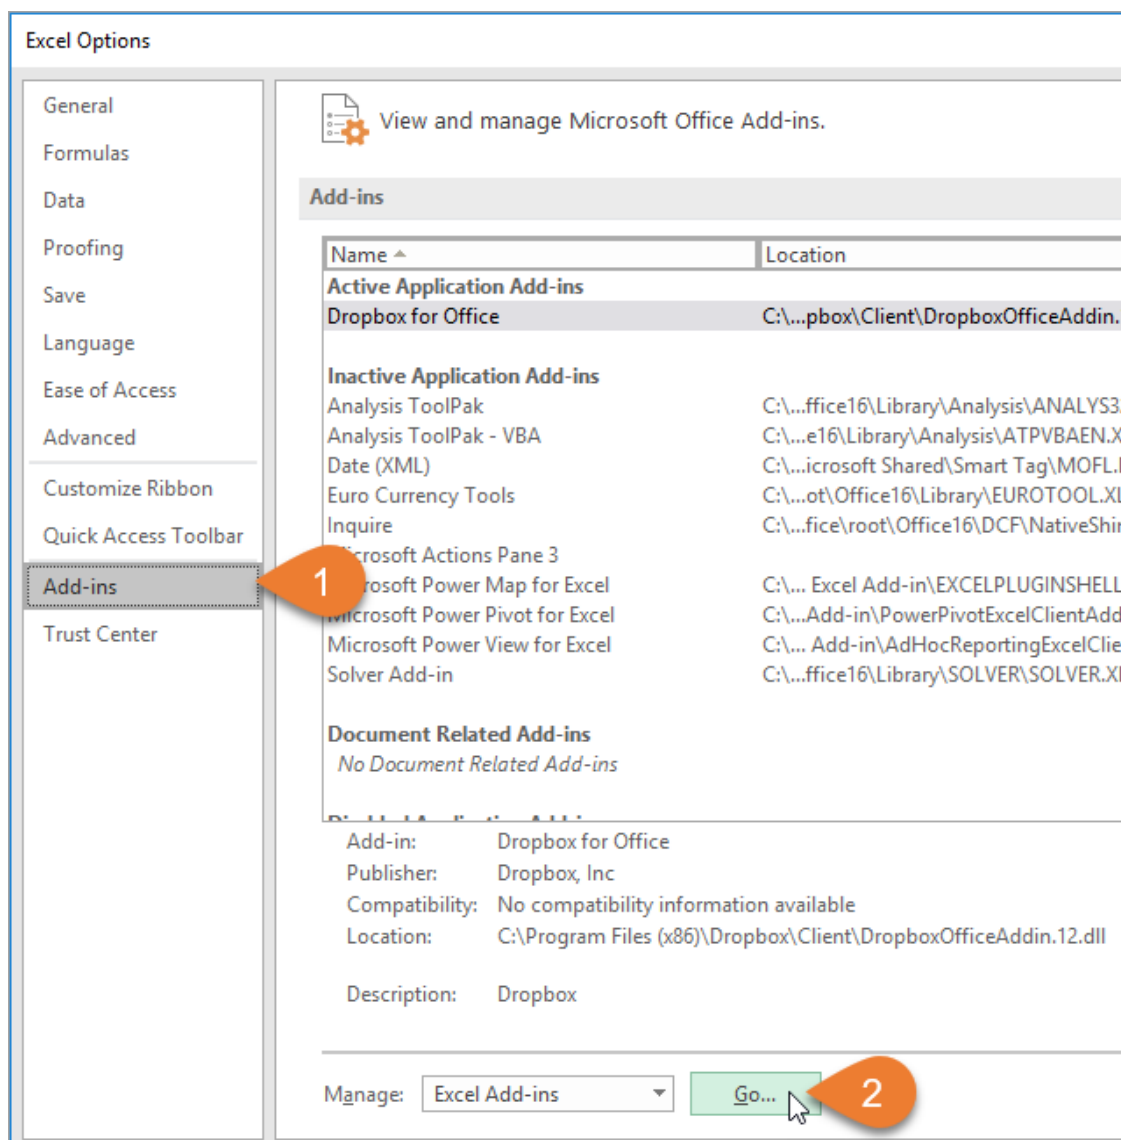 Excel Options
General
Formulas
Data
Proofing
Save
Language
Ease of Access
Advanced
Customize Ribbon
Quick Access Toolbar
Add-ins
Trust Center
1
View and manage Microsoft Office Add-ins.
Add-ins
Name Location
Active Application Add-ins
Dropbox for Office C:\...pbox\Client\DropboxOfficeAddin.
Inactive Application Add-ins
Analysis ToolPak C:\...ffice16\Library\Analysis\ANALYS3
Analysis ToolPak - VBA C:\...e16\Library\Analysis\ATPVBAEN.X
Date (XML) C:\...icrosoft Shared\Smart Tag\MOFL.
Euro Currency Tools C:\...ot\Office16\Library\EUROTOOL.XL
Inquire C:\...fice\root\Office16\DCF\NativeShi
Microsoft Actions Pane 3
rosoft Power Map for Excel C:\... Excel Add-in\EXCELPLUGINSHELL
Microsoft Power Pivot for Excel C:\...Add-in\PowerPivotExcelClientAdd
Microsoft Power View for Excel C:\... Add-in\AdHocReportingExcelClie
Solver Add-in C:\...ffice16\Library\SOLVER\SOLVER.X
Document Related Add-ins
No Document Related Add-ins
Add-in: Dropbox for Office
Publisher: Dropbox, Inc
Compatibility: No compatibility information available
Location: C:\Program Files (x86)\Dropbox\Client\DropboxOfficeAddin.12.dll
Description: Dropbox
Manage: Excel Add-ins Go... 2